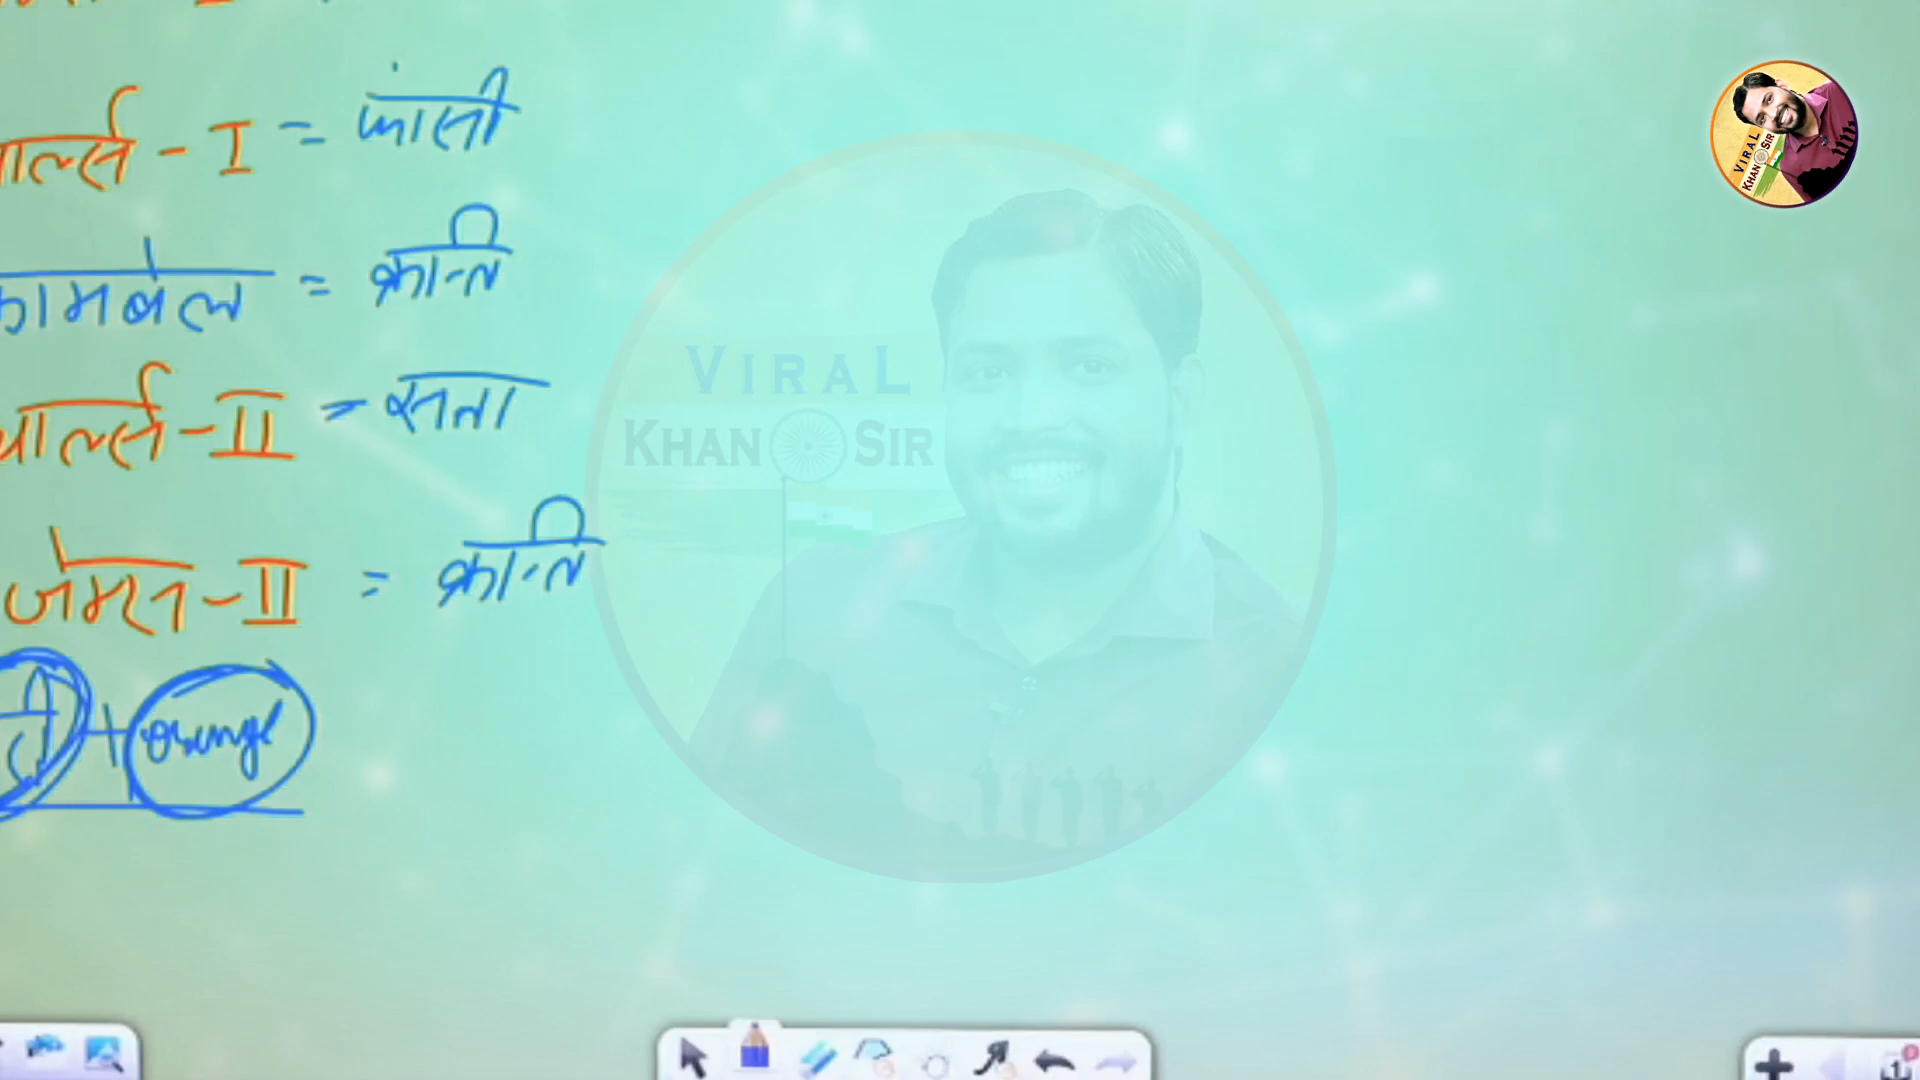 चार्ल्स - I = फांसी
कामवेल = क्रान्ति
चार्ल्स - II = सत्ता
जेम्स - II = क्रान्ति
+ orange
VIRAL
KHAN SIR
VIRAL
KHAN SIR